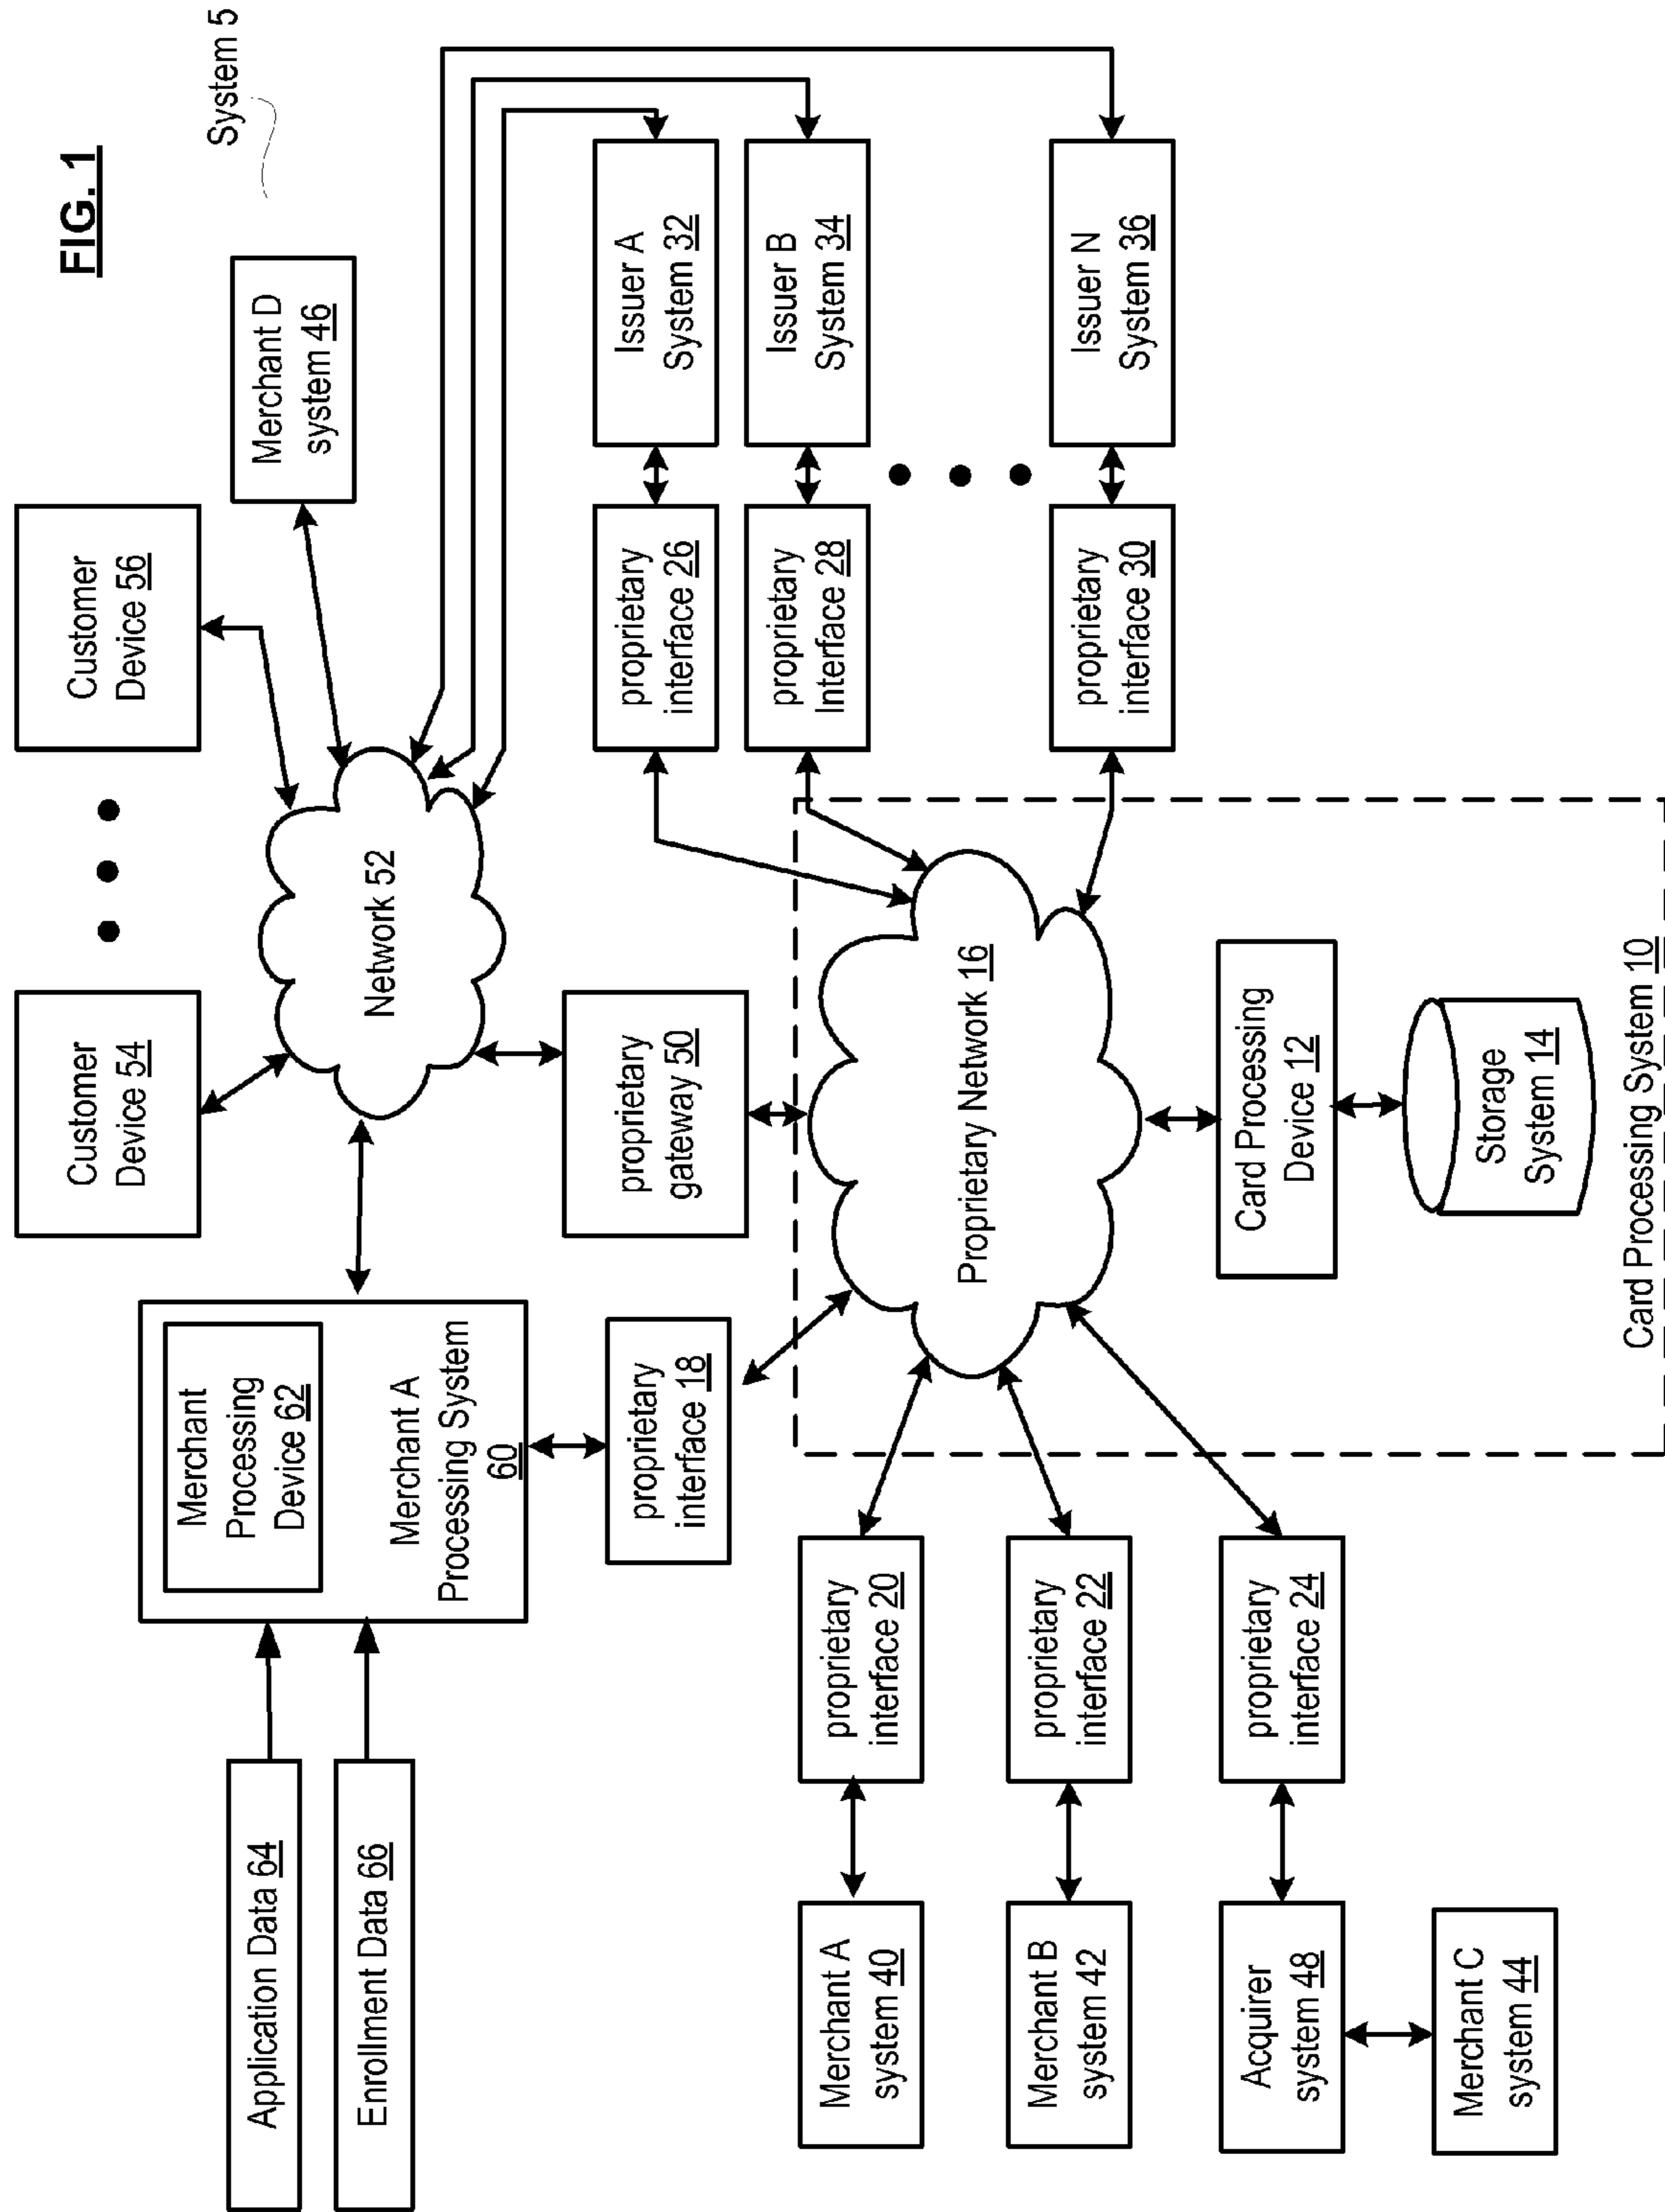 FIG. 1
System 5
Application Data 64
Enrollment Data 66
Merchant
Processing
Device 62
Merchant A
Processing System
60
Customer
Device 54
Customer
Device 56
Network 52
Merchant D
system 46
proprietary
interface 18
proprietary
gateway 50
proprietary
interface 26
Issuer A
System 32
proprietary
Interface 28
Issuer B
System 34
proprietary
interface 30
Issuer N
System 36
Merchant A
system 40
proprietary
interface 20
Merchant B
system 42
proprietary
interface 22
Acquirer
system 48
proprietary
interface 24
Merchant C
system 44
Proprietary Network 16
Card Processing
Device 12
Storage
System 14
Card Processing System 10